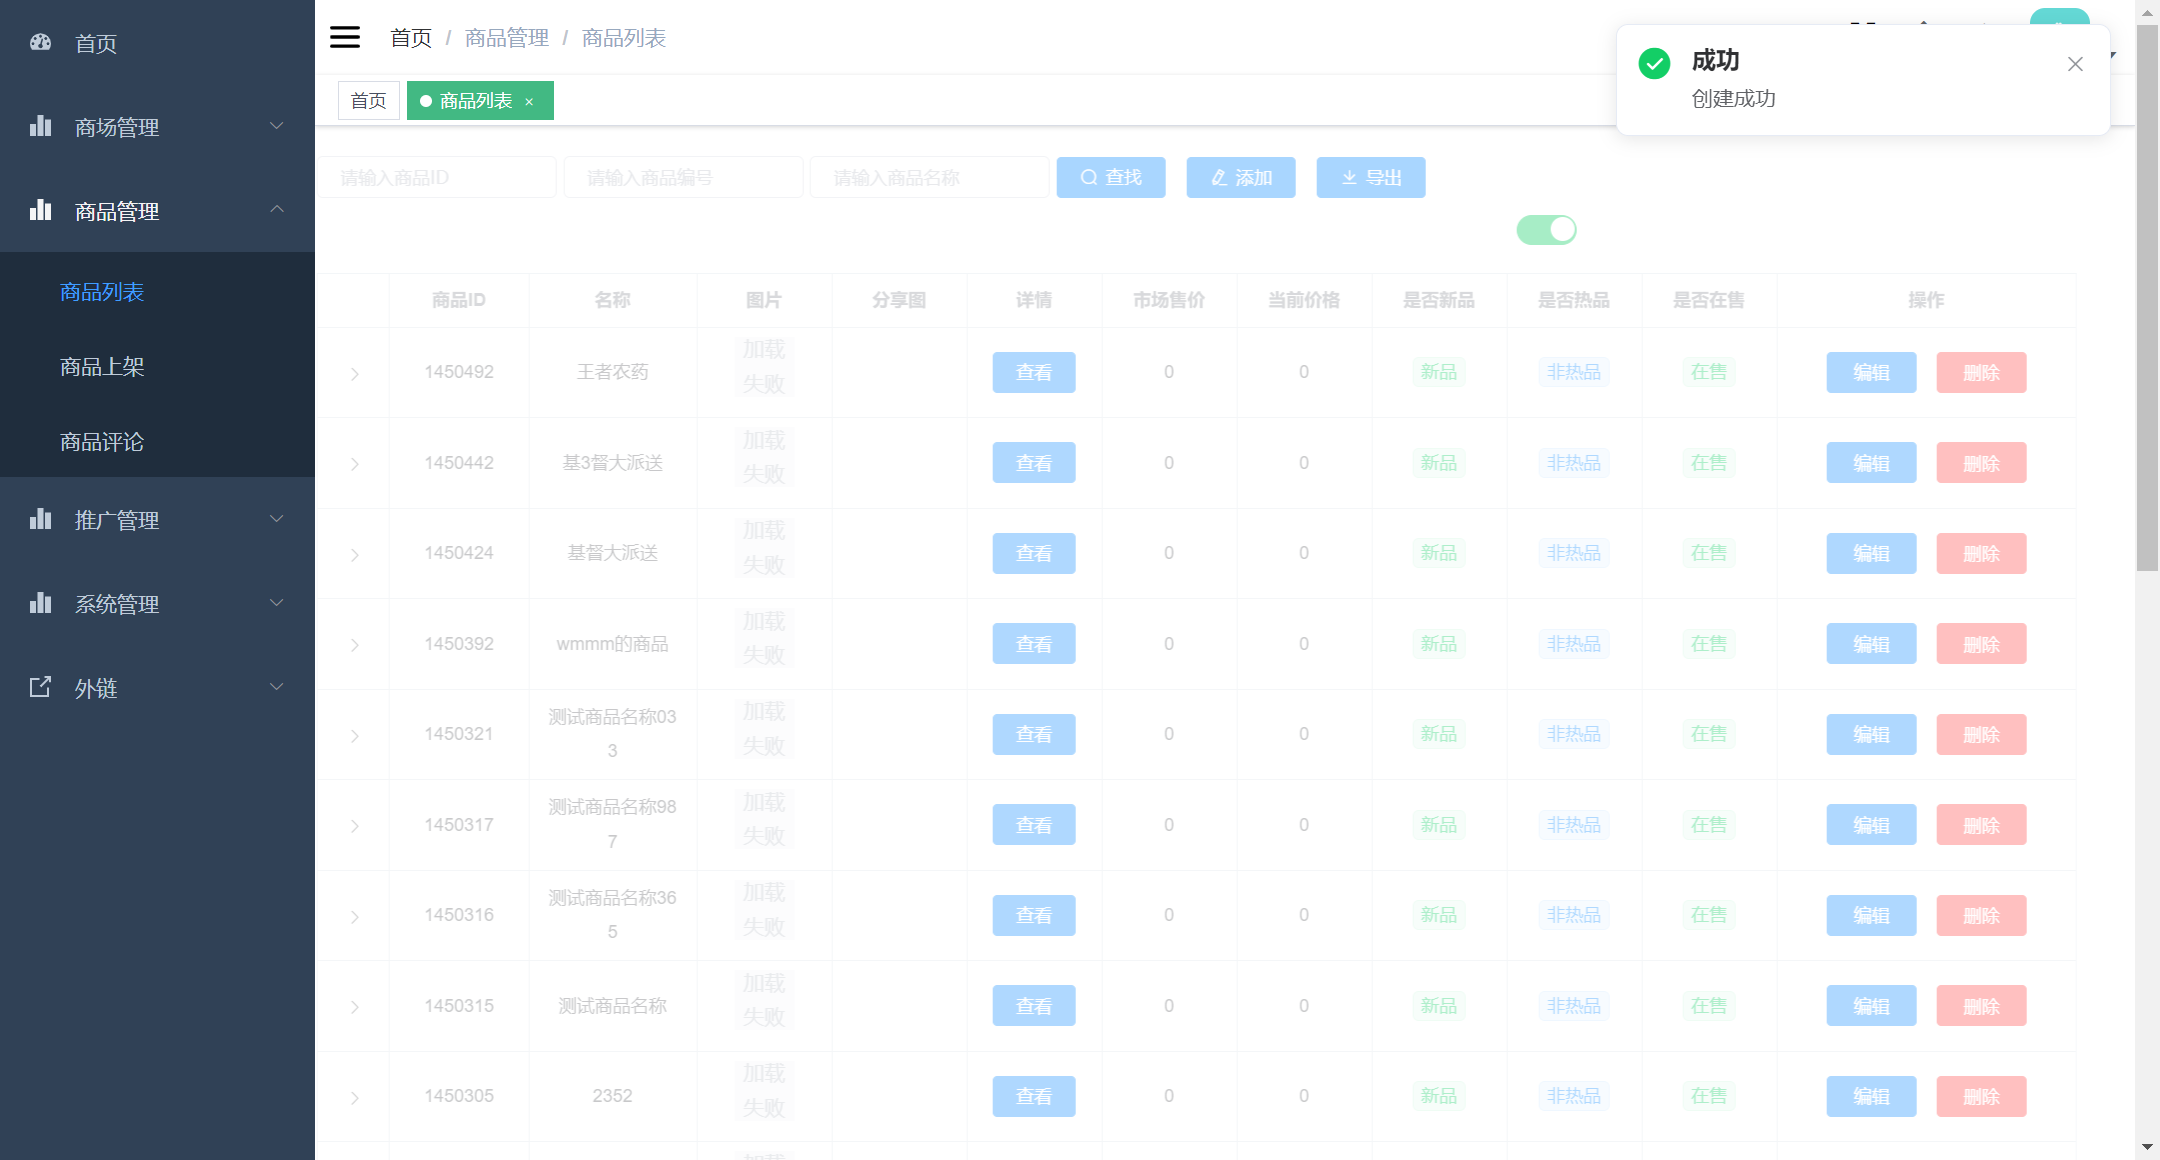 首页
商场管理
商品管理
商品列表
商品上架
商品评论
推广管理
系统管理
外链
首页 / 商品管理 / 商品列表
首页
商品列表 ×
成功
创建成功
请输入商品ID 请输入商品编号 请输入商品名称 查找 添加 导出
商品ID 名称 图片 分享图 详情 市场售价 当前价格 是否新品 是否热品 是否在售 操作
1450492 王者农药 加载失败 查看 0 0 新品 非热品 在售 编辑 删除
1450442 基3督大派送 加载失败 查看 0 0 新品 非热品 在售 编辑 删除
1450424 基督大派送 加载失败 查看 0 0 新品 非热品 在售 编辑 删除
1450392 wmmm的商品 加载失败 查看 0 0 新品 非热品 在售 编辑 删除
1450321 测试商品名称033 加载失败 查看 0 0 新品 非热品 在售 编辑 删除
1450317 测试商品名称987 加载失败 查看 0 0 新品 非热品 在售 编辑 删除
1450316 测试商品名称365 加载失败 查看 0 0 新品 非热品 在售 编辑 删除
1450315 测试商品名称 加载失败 查看 0 0 新品 非热品 在售 编辑 删除
1450305 2352 加载失败 查看 0 0 新品 非热品 在售 编辑 删除